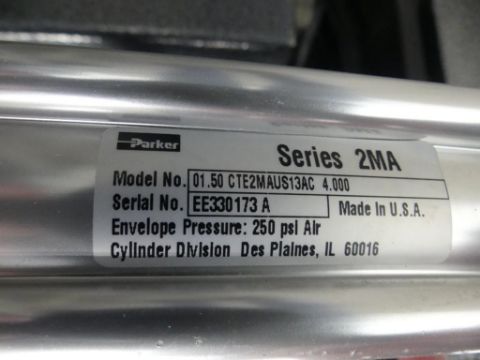 Parker
Series 2MA
Model No. 01.50 CTE2MAUS13AC 4.000
Serial No. EE330173 A Made in U.S.A.
Envelope Pressure: 250 psi Air
Cylinder Division Des Plaines, IL 60016